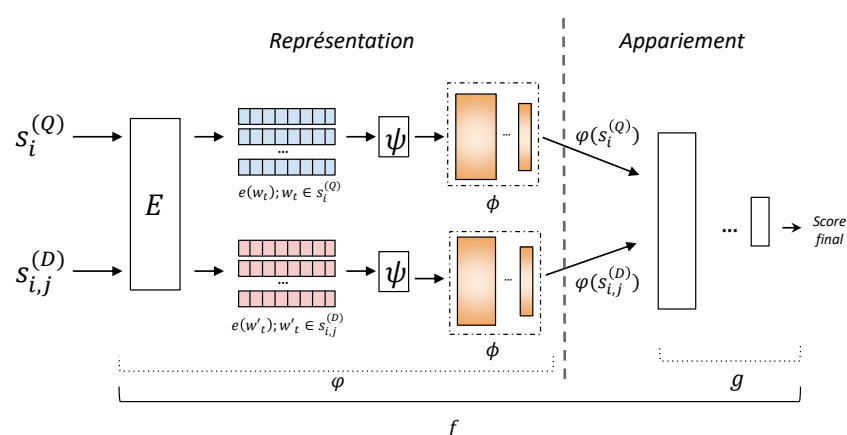 Représentation
Appariement
s_i^(Q)
E
...
e(w_t); w_t ∈ s_i^(Q)
ψ
...
ϕ
φ(s_i^(Q))
s_{i,j}^(D)
...
e(w'_t); w'_t ∈ s_{i,j}^(D)
ψ
...
ϕ
φ(s_{i,j}^(D))
...
Score
final
φ
g
f